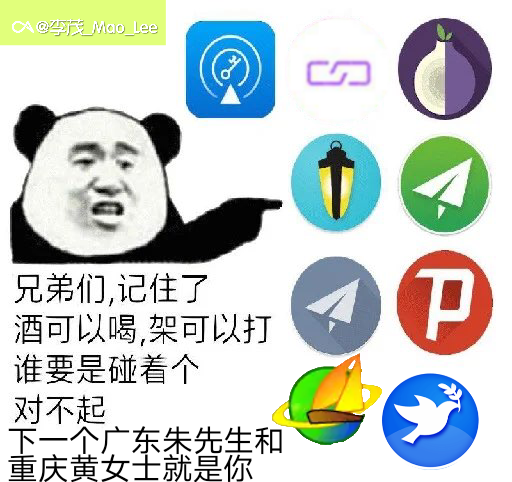 @李茂_Mao_Lee
兄弟们,记住了
酒可以喝,架可以打
谁要是碰着个
对不起
下一个广东朱先生和
重庆黄女士就是你